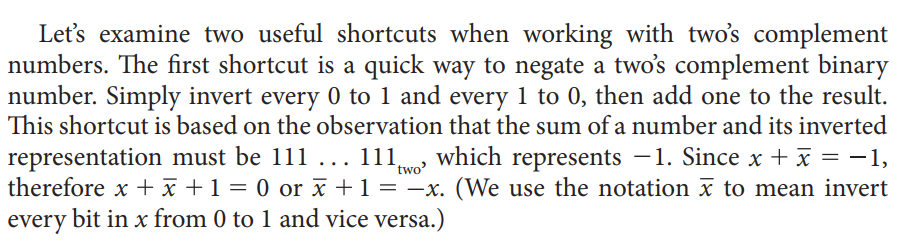 Let's examine two useful shortcuts when working with two's complement
numbers. The first shortcut is a quick way to negate a two's complement binary
number. Simply invert every 0 to 1 and every 1 to 0, then add one to the result.
This shortcut is based on the observation that the sum of a number and its inverted
representation must be 111 … 111two, which represents −1. Since x + x̅ = −1,
therefore x + x̅ + 1 = 0 or x̅ + 1 = −x. (We use the notation x̅ to mean invert
every bit in x from 0 to 1 and vice versa.)